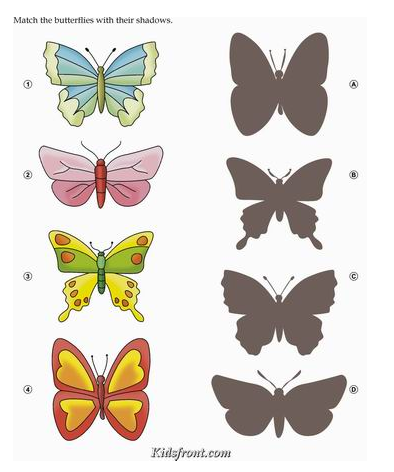 Match the butterflies with their shadows.
1 A
2 B
3 C
4 D
Kidsfront.com